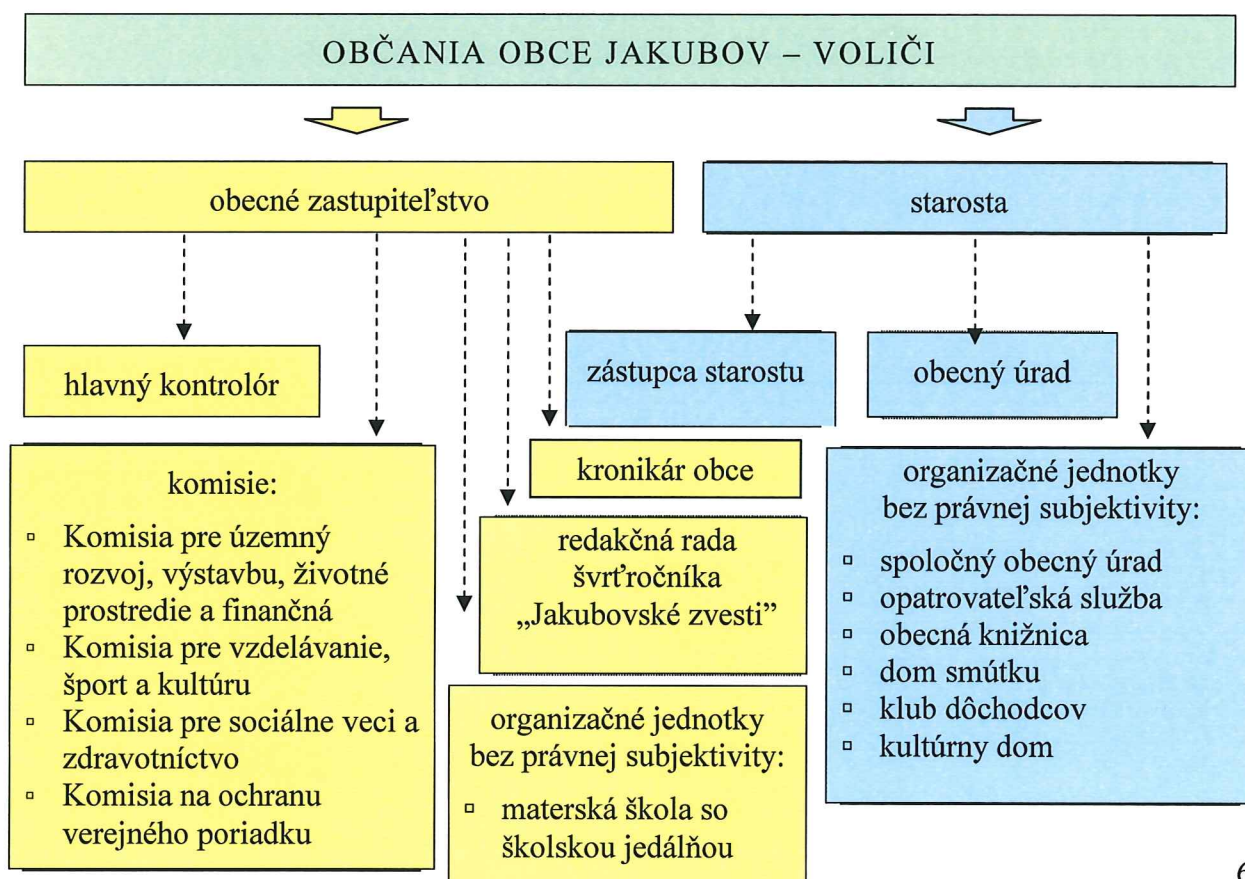 OBČANIA OBCE JAKUBOV – VOLIČI
obecné zastupiteľstvo
starosta
hlavný kontrolór
zástupca starostu
obecný úrad
komisie:
▫ Komisia pre územný
rozvoj, výstavbu, životné
prostredie a finančná
▫ Komisia pre vzdelávanie,
šport a kultúru
▫ Komisia pre sociálne veci a
zdravotníctvo
▫ Komisia na ochranu
verejného poriadku
kronikár obce
redakčná rada
švrťročníka
„Jakubovské zvesti”
organizačné jednotky
bez právnej subjektivity:
▫ materská škola so
školskou jedálňou
organizačné jednotky
bez právnej subjektivity:
▫ spoločný obecný úrad
▫ opatrovateľská služba
▫ obecná knižnica
▫ dom smútku
▫ klub dôchodcov
▫ kultúrny dom